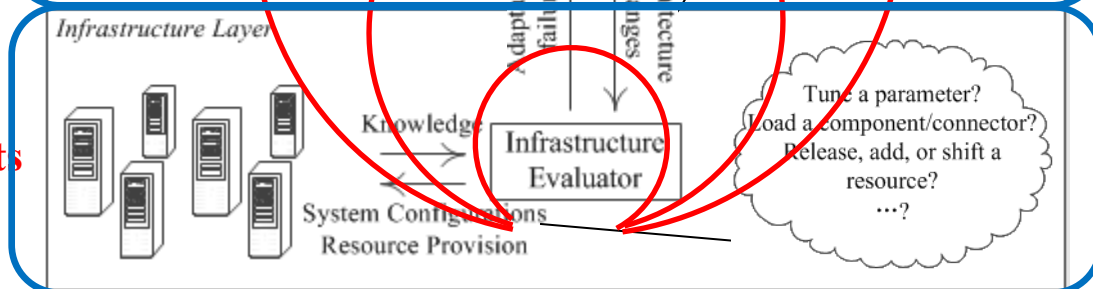 Infrastructure Layer
Knowledge
System Configurations
Resource Provision
Infrastructure
Evaluator
Tune a parameter?
Load a component/connector?
Release, add, or shift a
resource?
…?